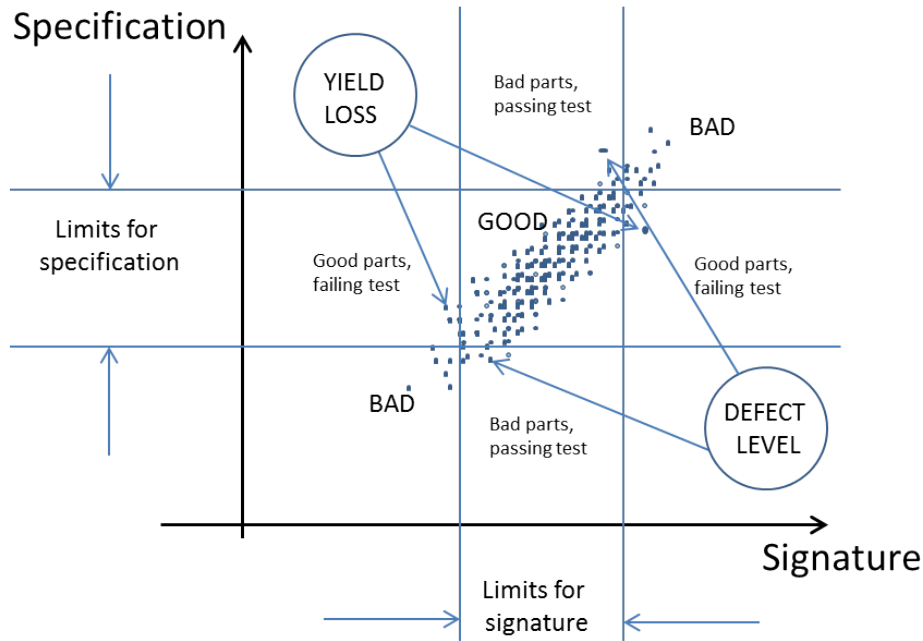 Specification
YIELD
LOSS
Bad parts,
passing test
BAD
Limits for
specification
GOOD
Good parts,
failing test
Good parts,
failing test
BAD
Bad parts,
passing test
DEFECT
LEVEL
Signature
Limits for
signature